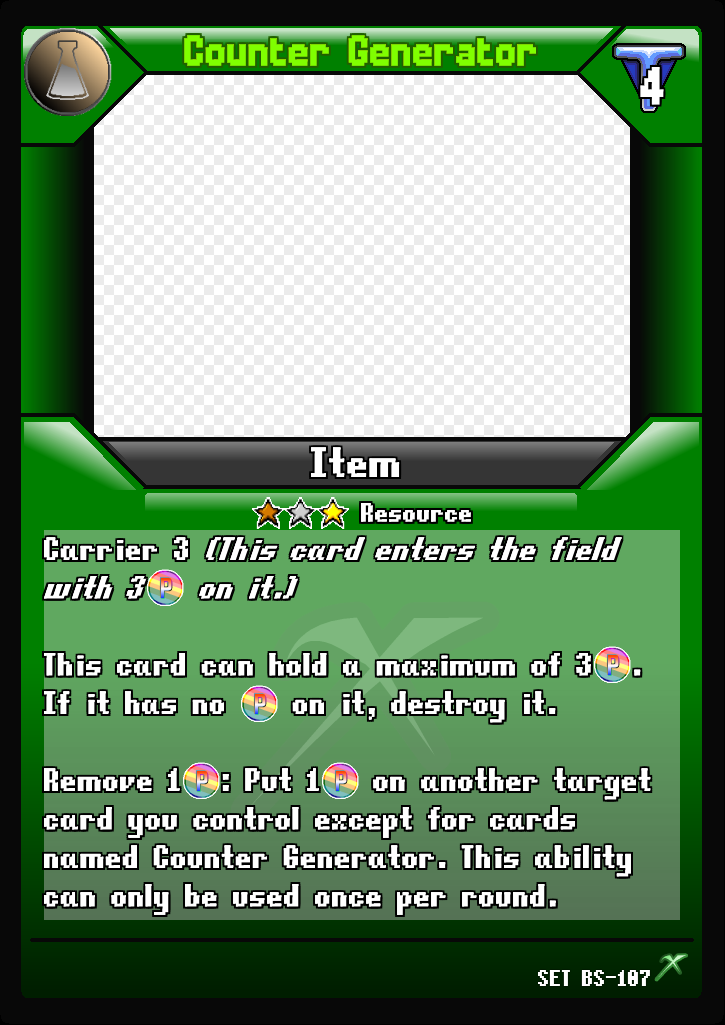 Counter Generator
4
Item
Resource
Carrier 3 (This card enters the field
with 3 P on it.)
This card can hold a maximum of 3 P.
If it has no P on it, destroy it.
Remove 1 P: Put 1 P on another target
card you control except for cards
named Counter Generator. This ability
can only be used once per round.
SET BS-107